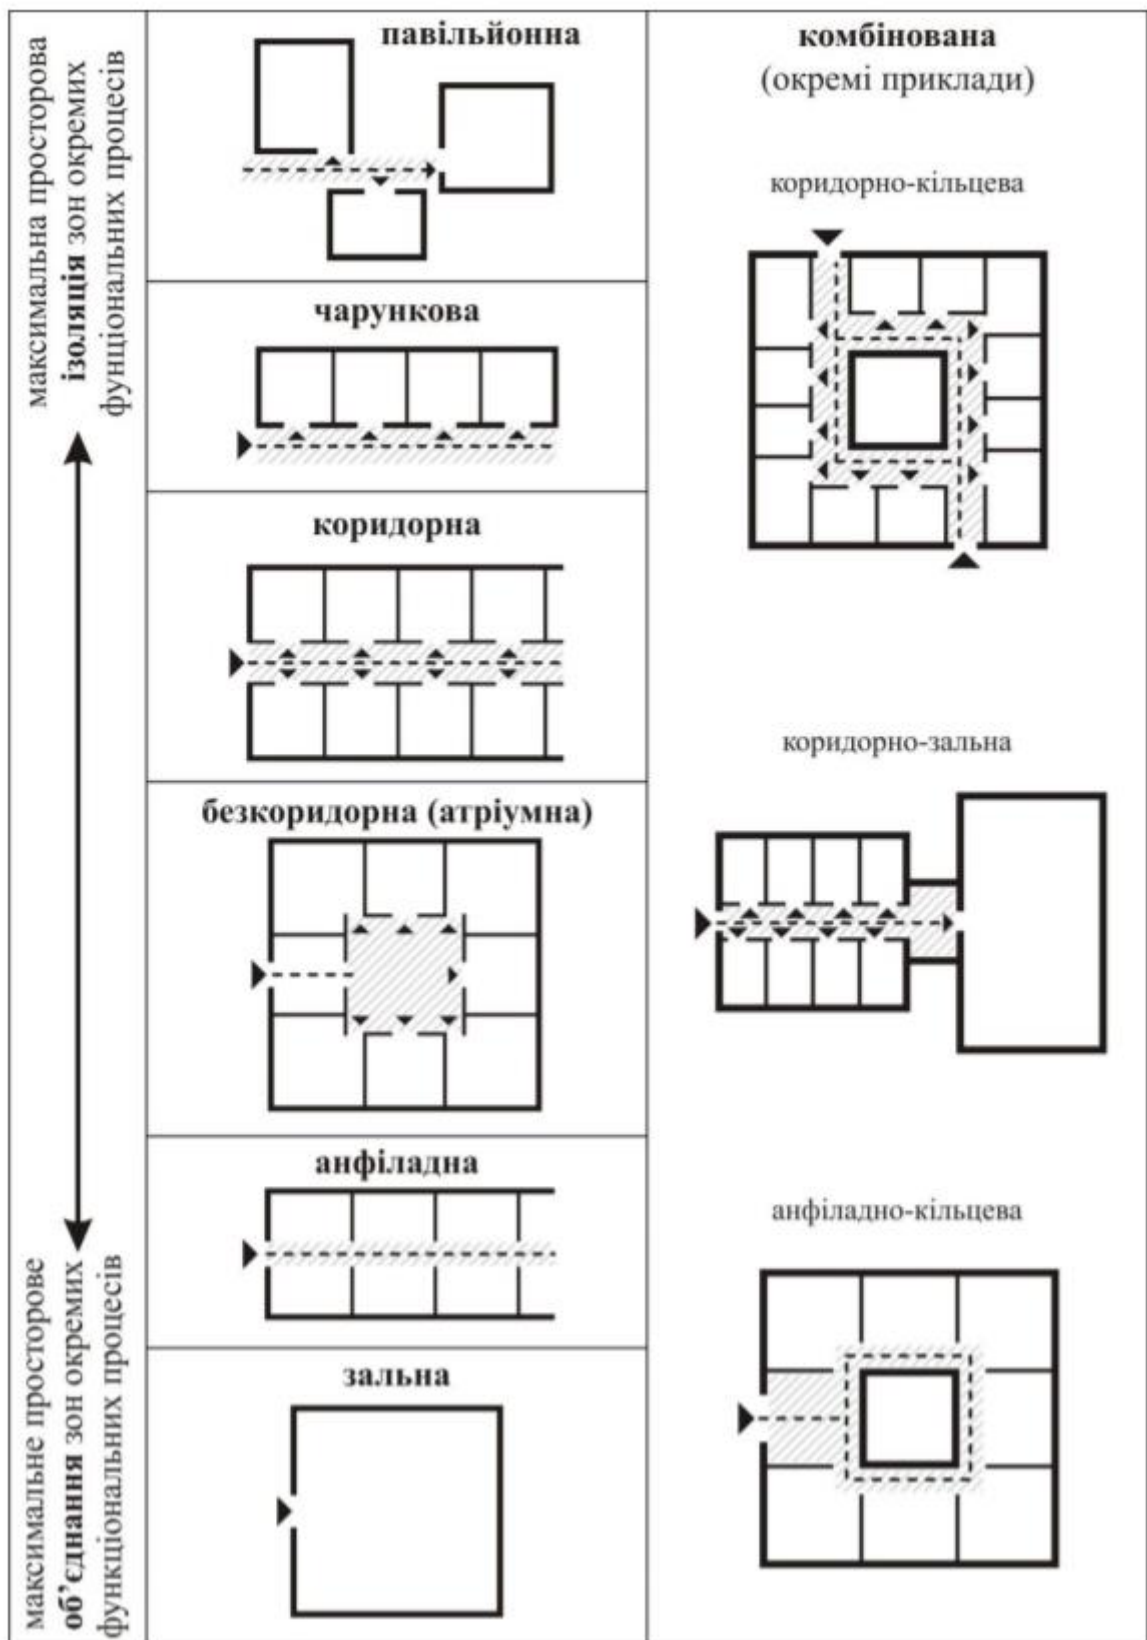 максимальна просторова
ізоляція зон окремих
фунціональних процесів
максимальне просторове
об’єднання зон окремих
функціональних процесів
павільйонна
чарункова
коридорна
безкоридорна (атріумна)
анфіладна
зальна
комбінована
(окремі приклади)
коридорно-кільцева
коридорно-зальна
анфіладно-кільцева